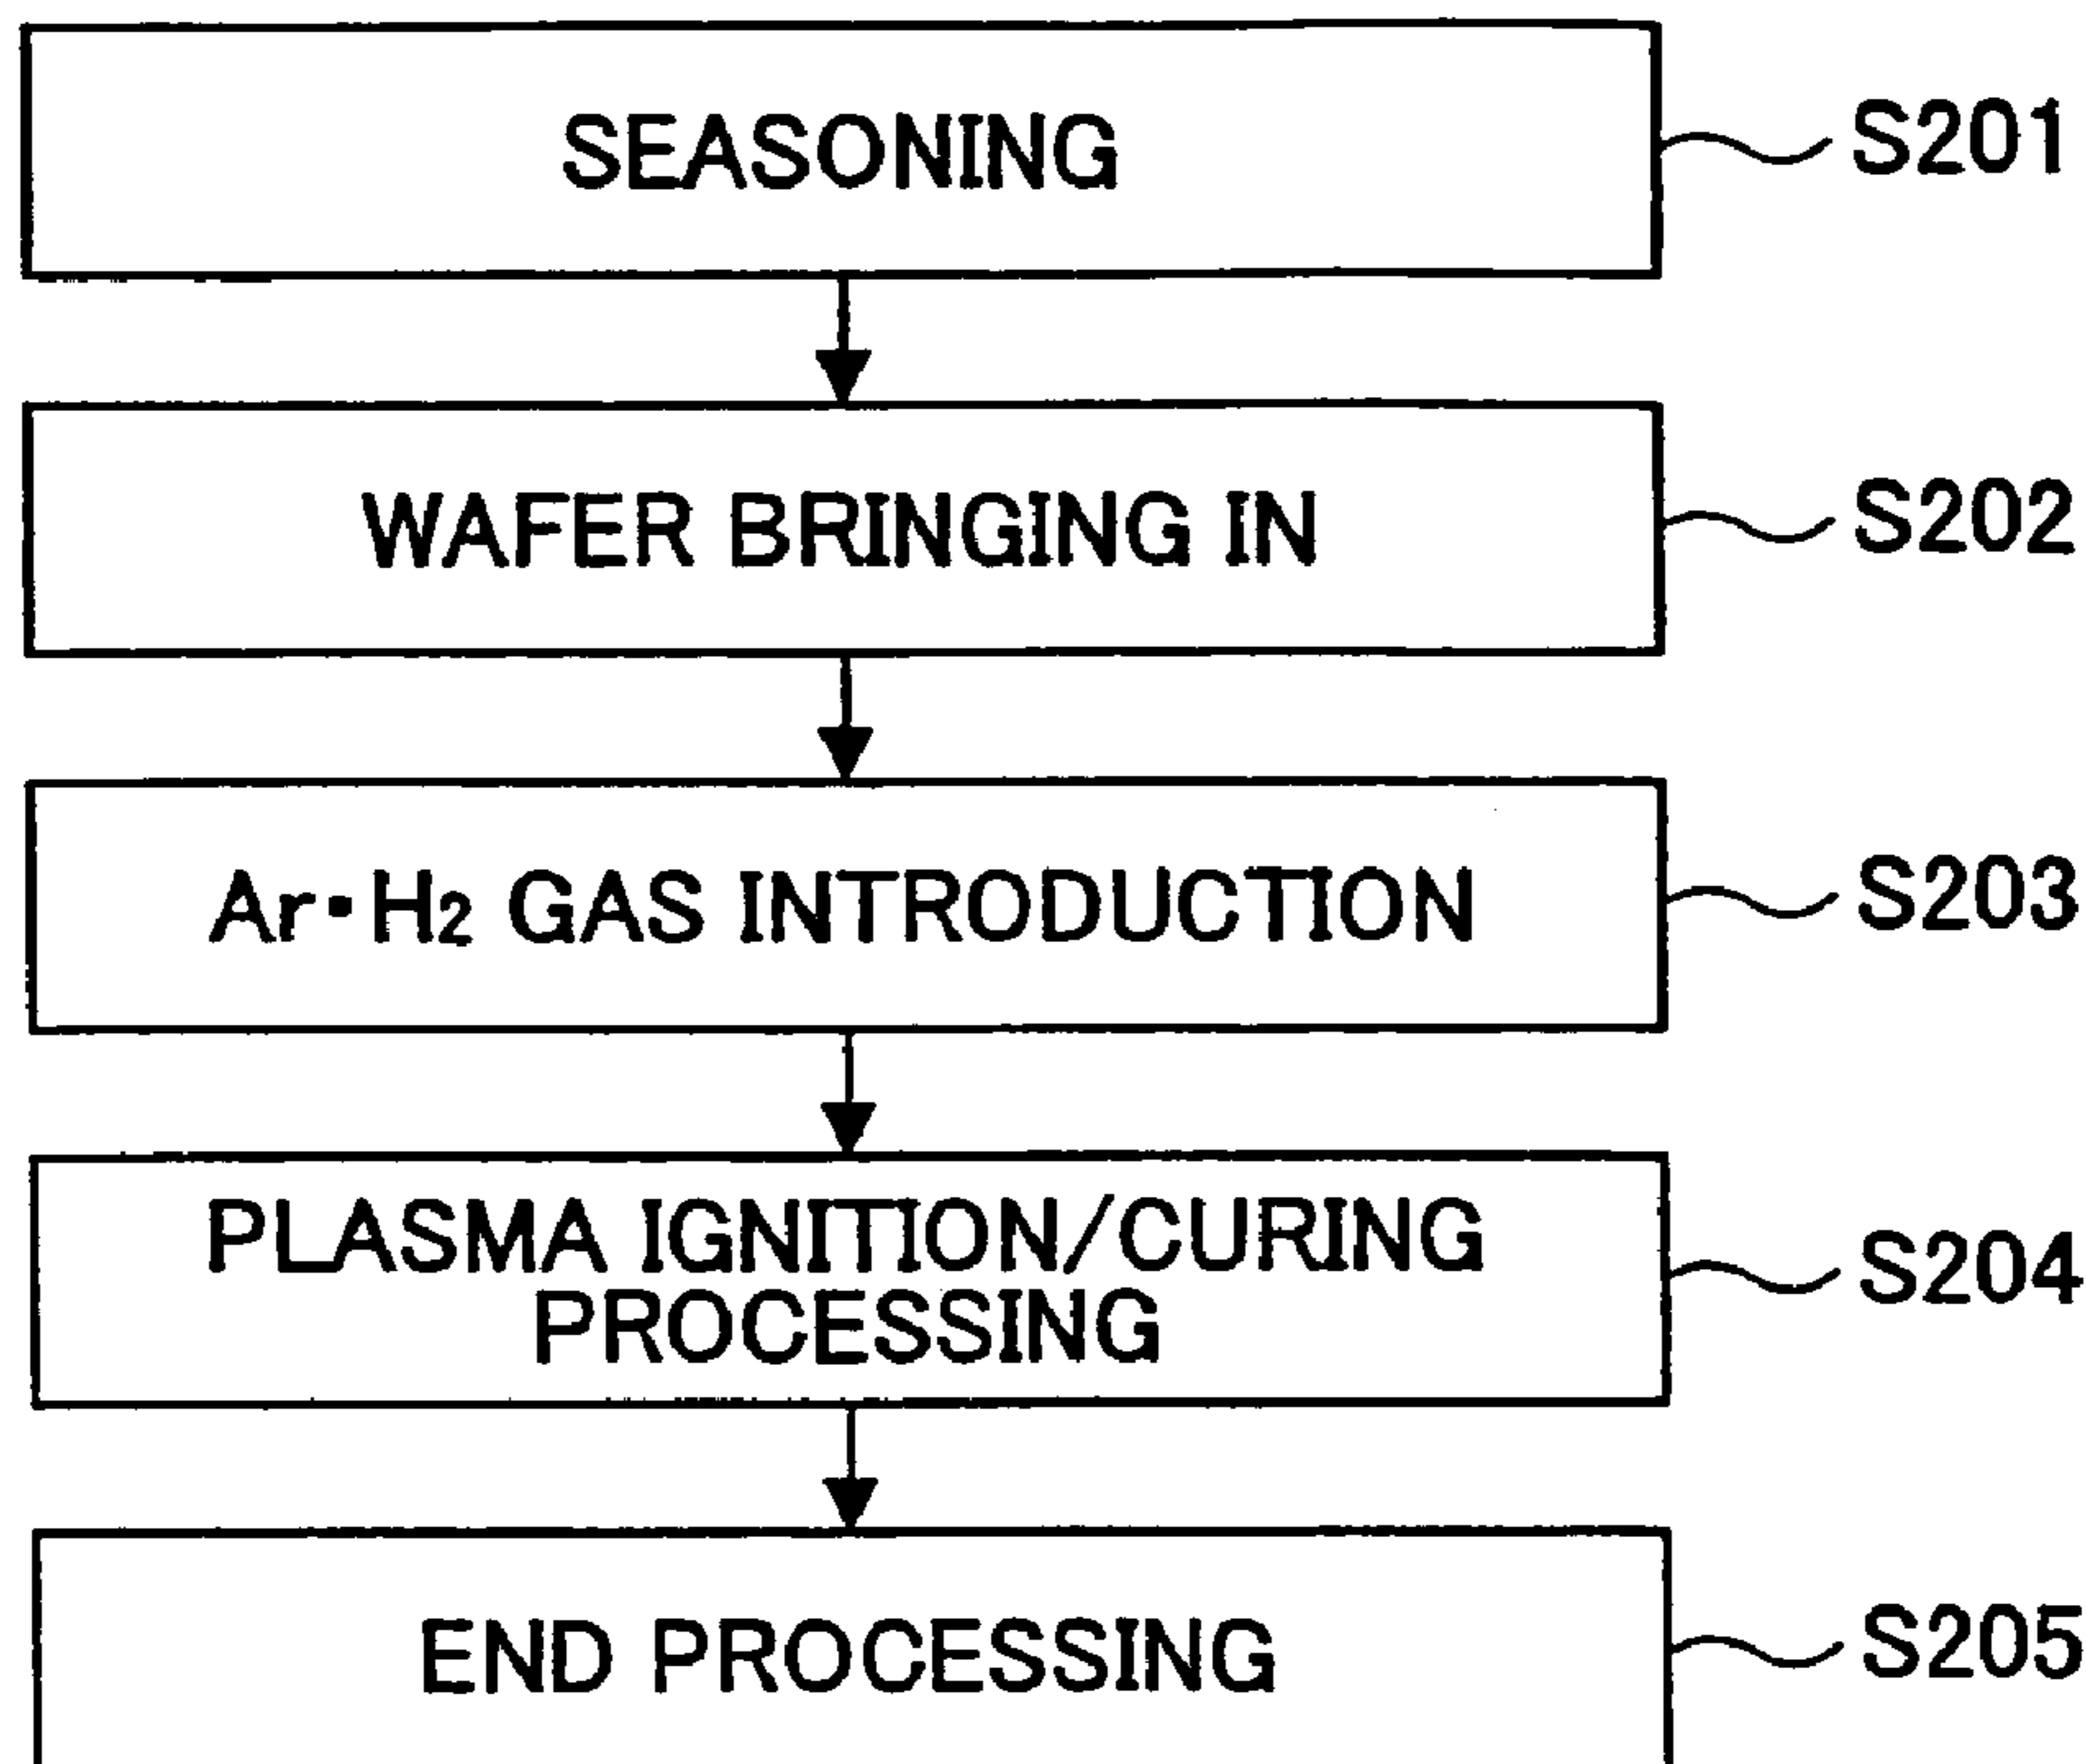 SEASONING
S201
WAFER BRINGING IN
S202
Ar・H2 GAS INTRODUCTION
S203
PLASMA IGNITION/CURING
PROCESSING
S204
END PROCESSING
S205